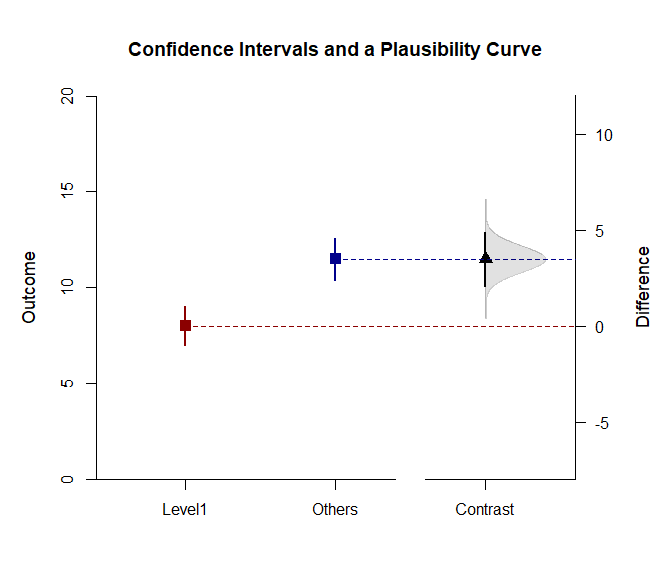 Confidence Intervals and a Plausibility Curve
Outcome
20
15
10
5
0
Level1
Others
Contrast
10
5
0
-5
Difference